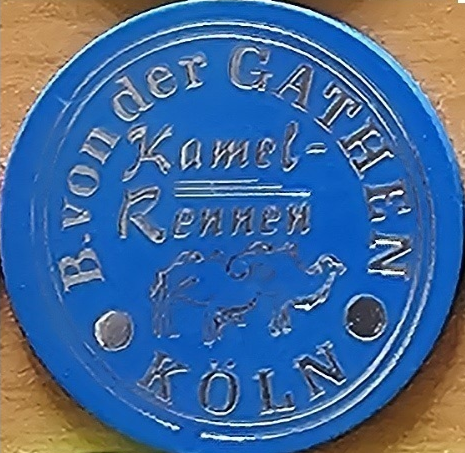 B. von der GATHEN
Kamel-
Rennen
KÖLN